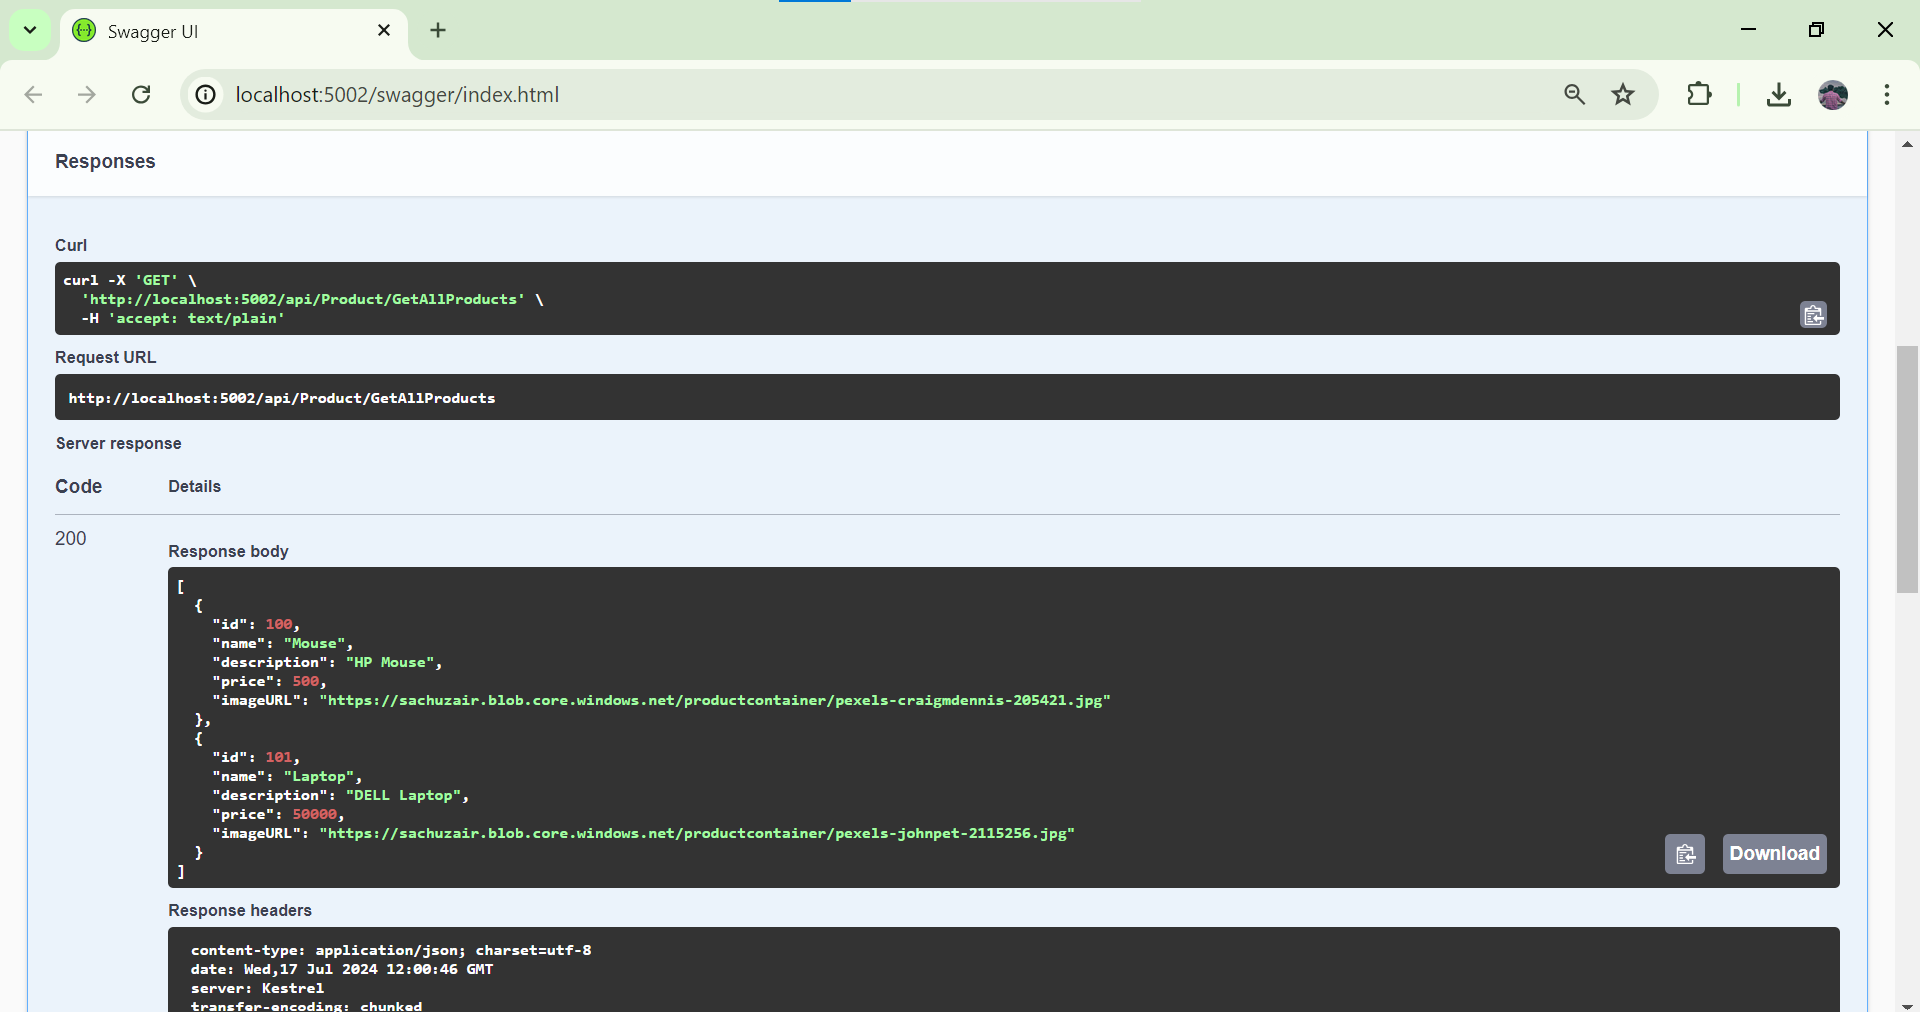 Swagger UI
localhost:5002/swagger/index.html
Responses
Curl
curl -X 'GET' \
'http://localhost:5002/api/Product/GetAllProducts' \
-H 'accept: text/plain'
Request URL
http://localhost:5002/api/Product/GetAllProducts
Server response
Code Details
200
Response body
[
{
"id": 100,
"name": "Mouse",
"description": "HP Mouse",
"price": 500,
"imageURL": "https://sachuzair.blob.core.windows.net/productcontainer/pexels-craigmdennis-205421.jpg"
},
{
"id": 101,
"name": "Laptop",
"description": "DELL Laptop",
"price": 50000,
"imageURL": "https://sachuzair.blob.core.windows.net/productcontainer/pexels-johnpet-2115256.jpg"
}
]
Download
Response headers
content-type: application/json; charset=utf-8
date: Wed,17 Jul 2024 12:00:46 GMT
server: Kestrel
transfer-encoding: chunked